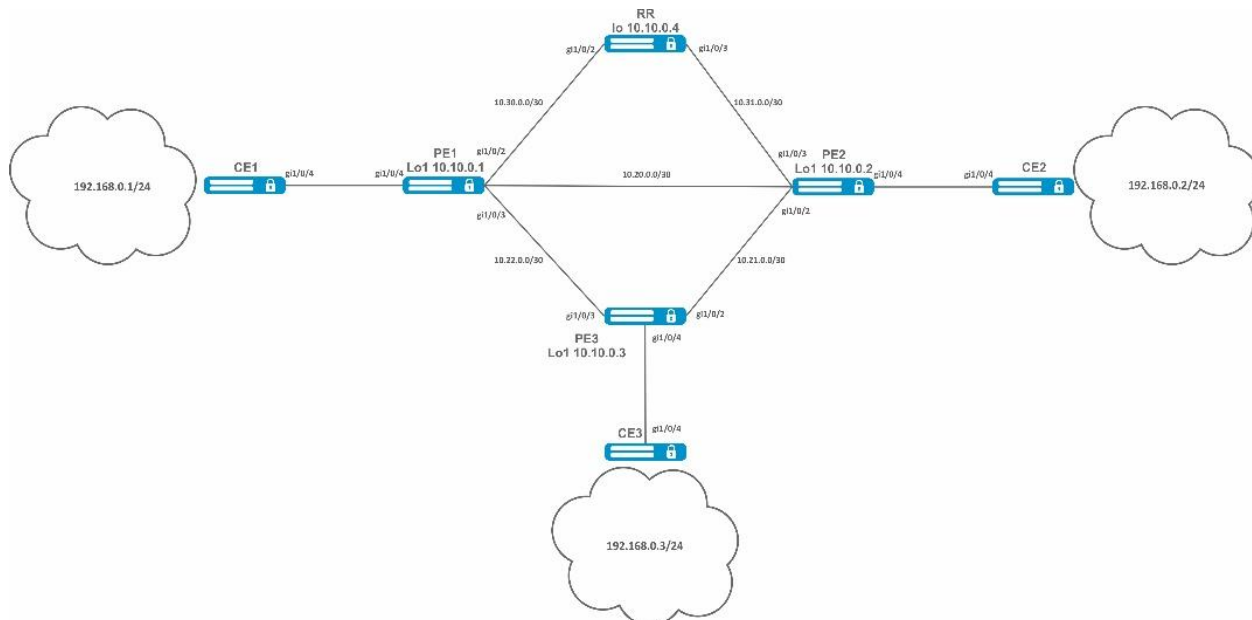 RR
lo 10.10.0.4
gi1/0/2
gi1/0/3
10.30.0.0/30
10.31.0.0/30
gi1/0/2
gi1/0/3
CE1
gi1/0/4
gi1/0/4
PE1
Lo1 10.10.0.1
10.20.0.0/30
PE2
Lo1 10.10.0.2
gi1/0/4
gi1/0/4
CE2
192.168.0.1/24
192.168.0.2/24
gi1/0/3
gi1/0/2
10.22.0.0/30
10.21.0.0/30
gi1/0/3
gi1/0/2
PE3
Lo1 10.10.0.3
gi1/0/4
gi1/0/4
CE3
192.168.0.3/24